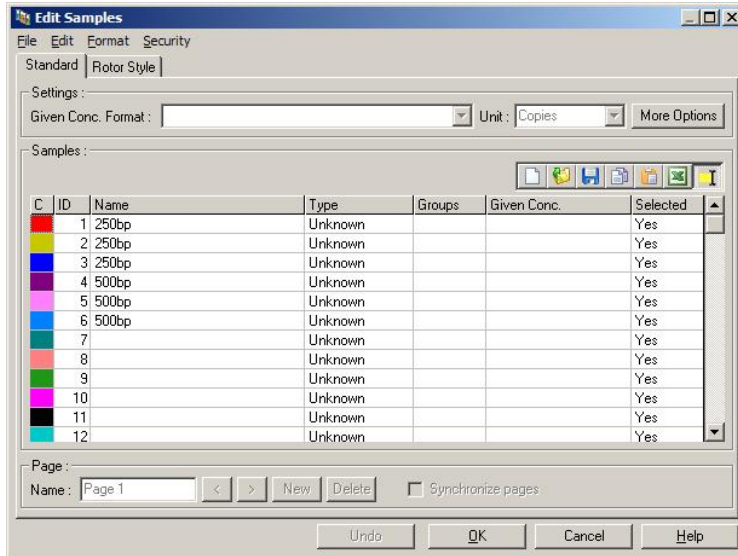 Edit Samples
File Edit Format Security
Standard Rotor Style
Settings :
Given Conc. Format : Unit : Copies More Options
Samples :
C ID Name Type Groups Given Conc. Selected
1 250bp Unknown Yes
2 250bp Unknown Yes
3 250bp Unknown Yes
4 500bp Unknown Yes
5 500bp Unknown Yes
6 500bp Unknown Yes
7 Unknown Yes
8 Unknown Yes
9 Unknown Yes
10 Unknown Yes
11 Unknown Yes
12 Unknown Yes
Page :
Name : Page 1 < > New Delete Synchronize pages
Undo OK Cancel Help